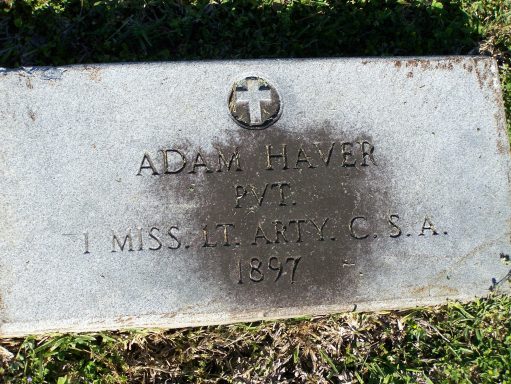 ADAM HAVER
PVT.
1 MISS. LT. ARTY. C. S. A.
1897